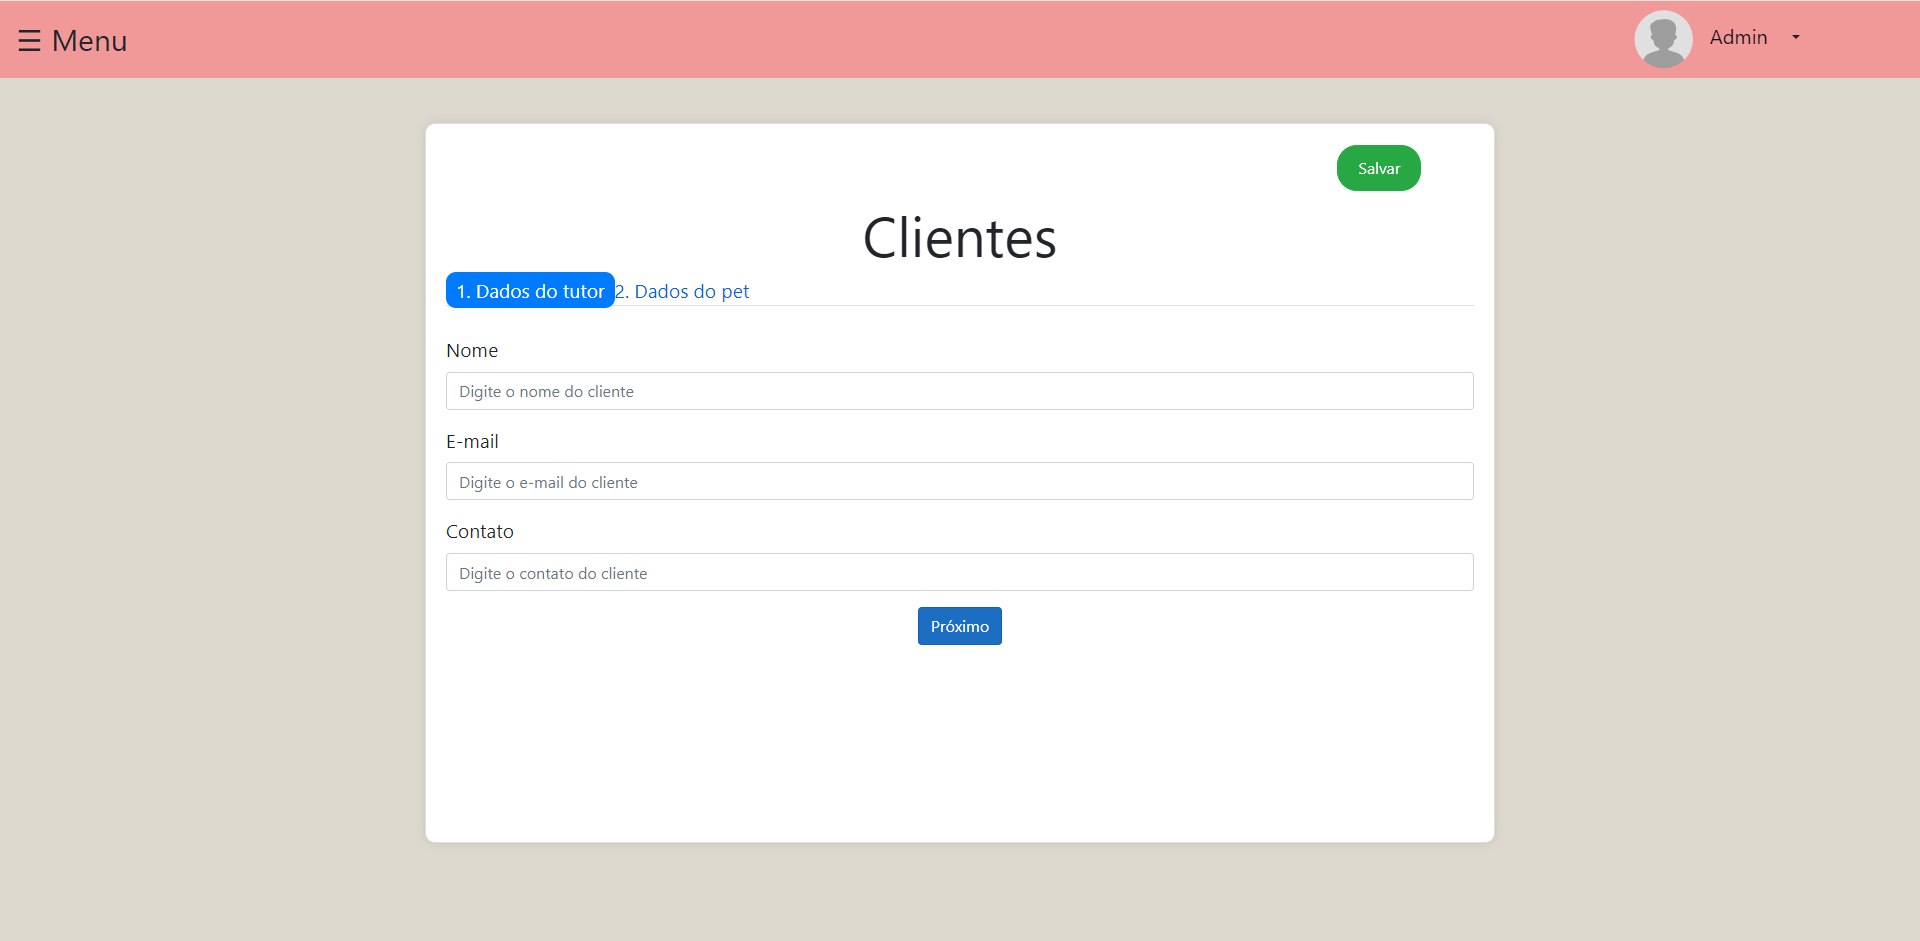 ☰ Menu
Admin
Salvar
Clientes
1. Dados do tutor 2. Dados do pet
Nome
Digite o nome do cliente
E-mail
Digite o e-mail do cliente
Contato
Digite o contato do cliente
Próximo